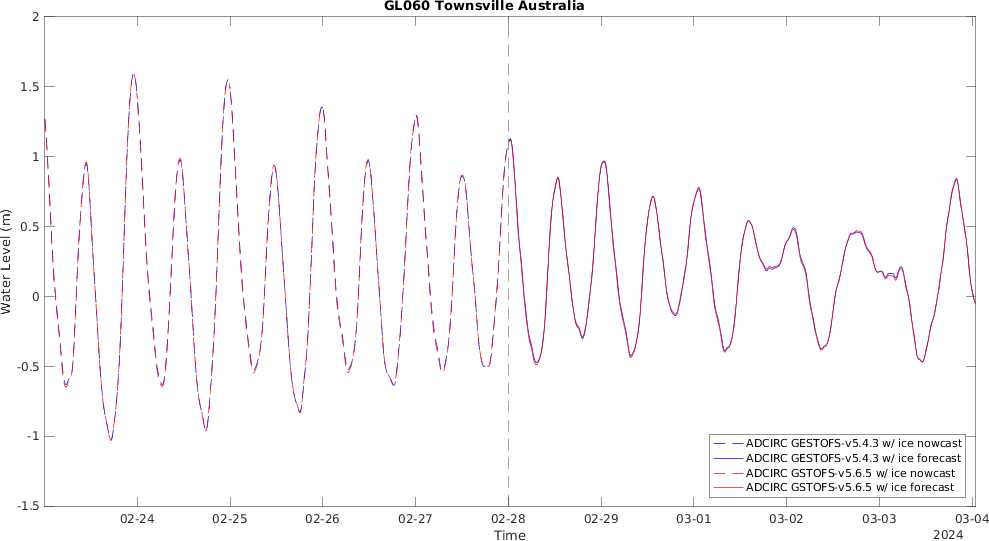 GL060 Townsville Australia
2
1.5
1
0.5
0
-0.5
-1
-1.5
Water Level (m)
02-24 02-25 02-26 02-27 02-28 02-29 03-01 03-02 03-03 03-04
Time
2024
ADCIRC GESTOFS-v5.4.3 w/ ice nowcast
ADCIRC GESTOFS-v5.4.3 w/ ice forecast
ADCIRC GSTOFS-v5.6.5 w/ ice nowcast
ADCIRC GSTOFS-v5.6.5 w/ ice forecast